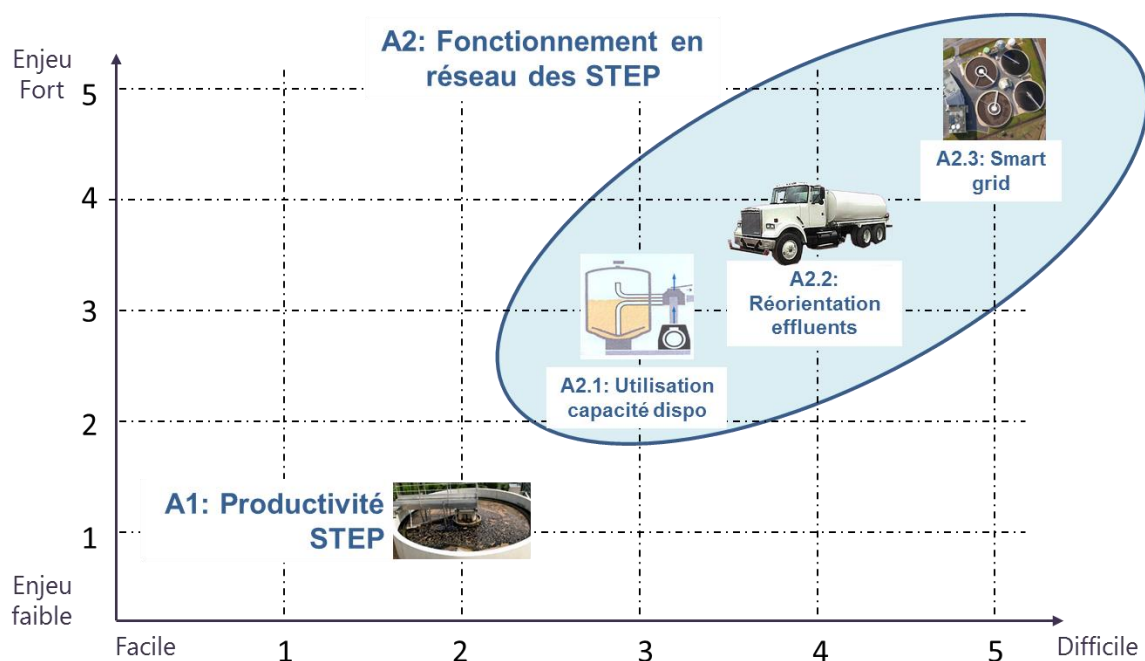 A2: Fonctionnement en
réseau des STEP
Enjeu
Fort
5
4
3
2
1
Enjeu
faible
A2.3: Smart
grid
A2.2:
Réorientation
effluents
A2.1: Utilisation
capacité dispo
A1: Productivité
STEP
Facile
1
2
3
4
5
Difficile